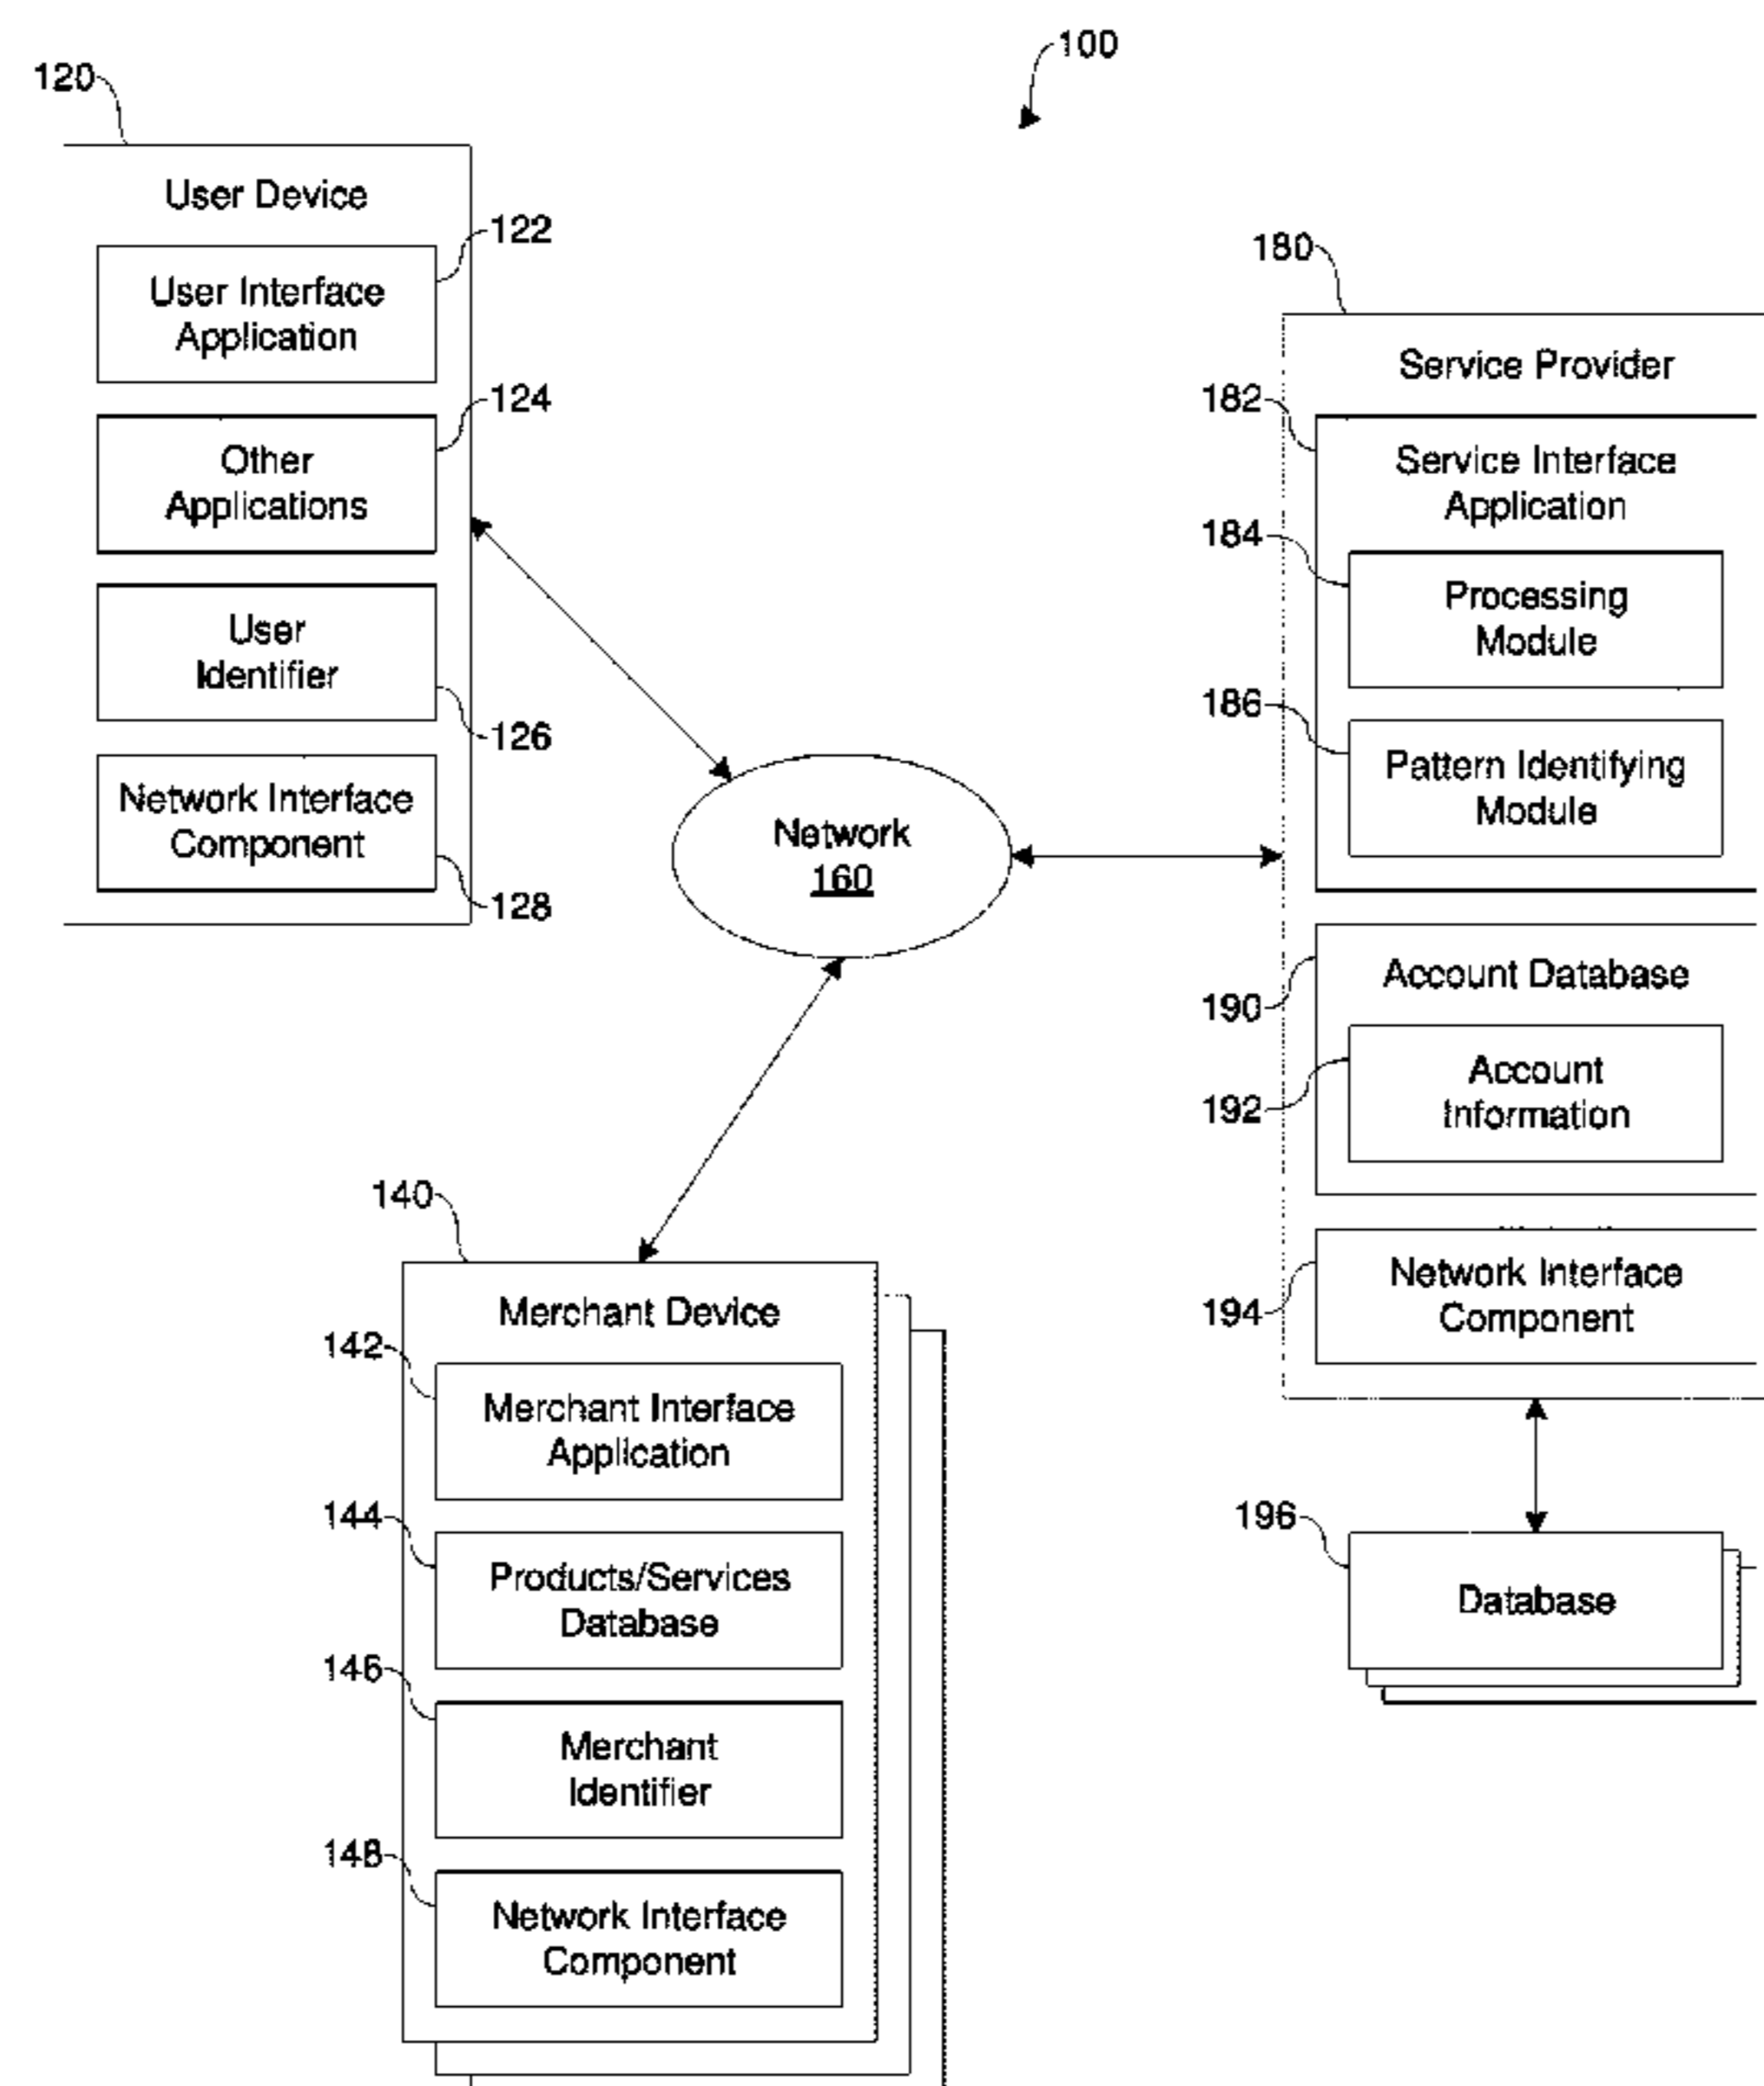 100
120
User Device
122
User Interface
Application
124
Other
Applications
User
Identifier
126
Network Interface
Component
128
Network
160
180
Service Provider
182
Service Interface
Application
184
Processing
Module
186
Pattern Identifying
Module
190
Account Database
192
Account
Information
194
Network Interface
Component
196
Database
140
Merchant Device
142
Merchant Interface
Application
144
Products/Services
Database
146
Merchant
Identifier
148
Network Interface
Component